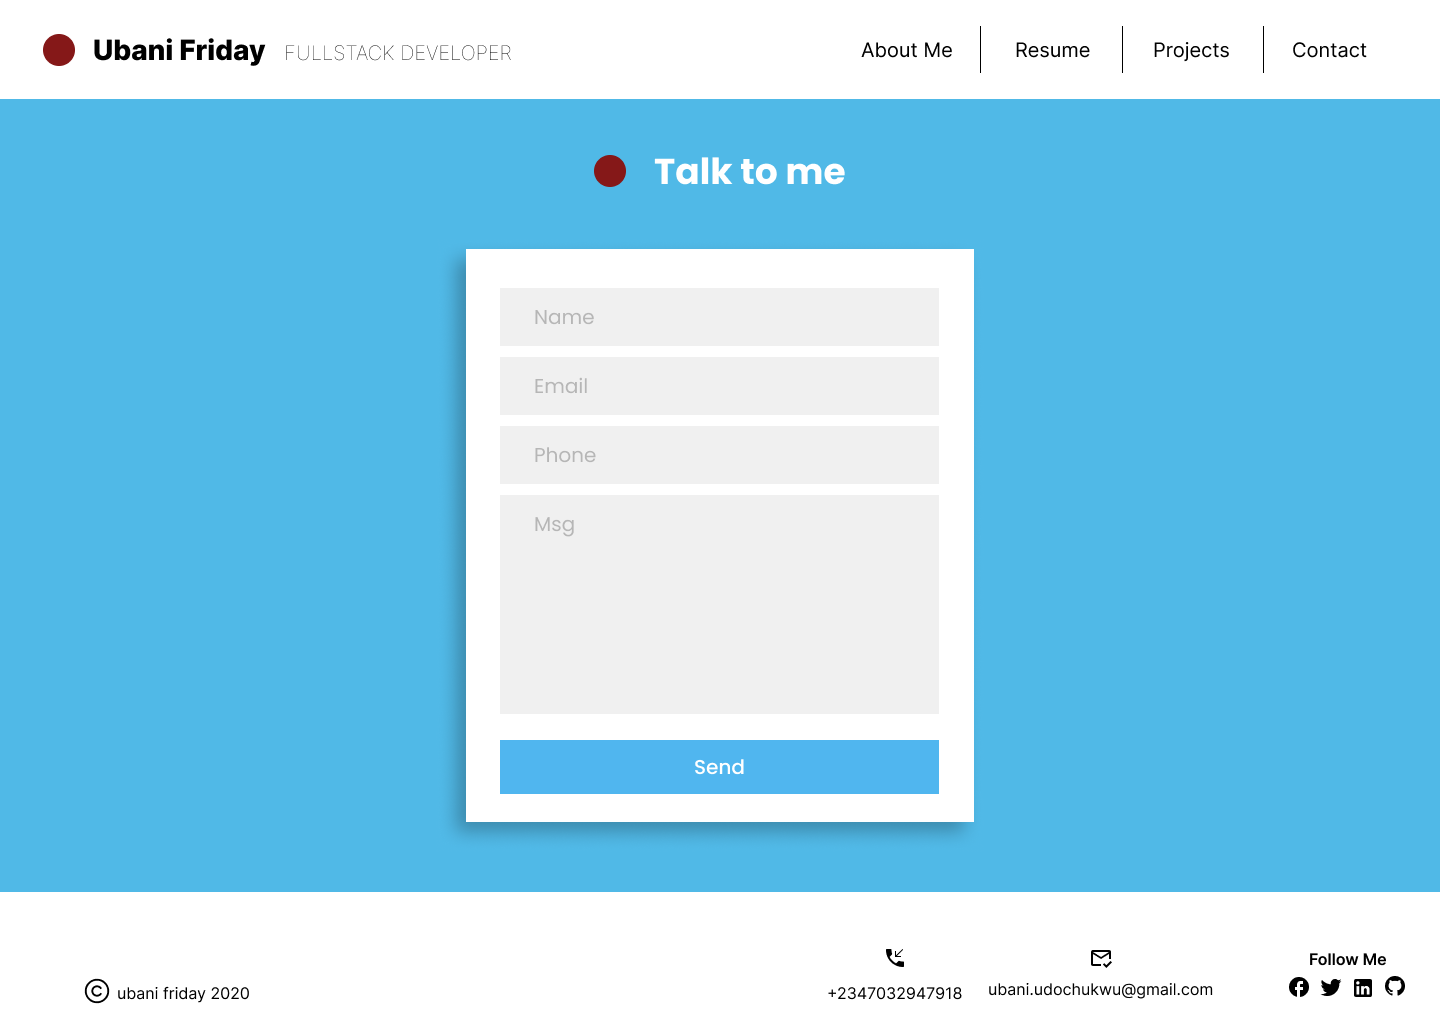 Ubani Friday FULLSTACK DEVELOPER About Me Resume Projects Contact
Talk to me
Name
Email
Phone
Msg
Send
Follow Me
© ubani friday 2020 +2347032947918 ubani.udochukwu@gmail.com